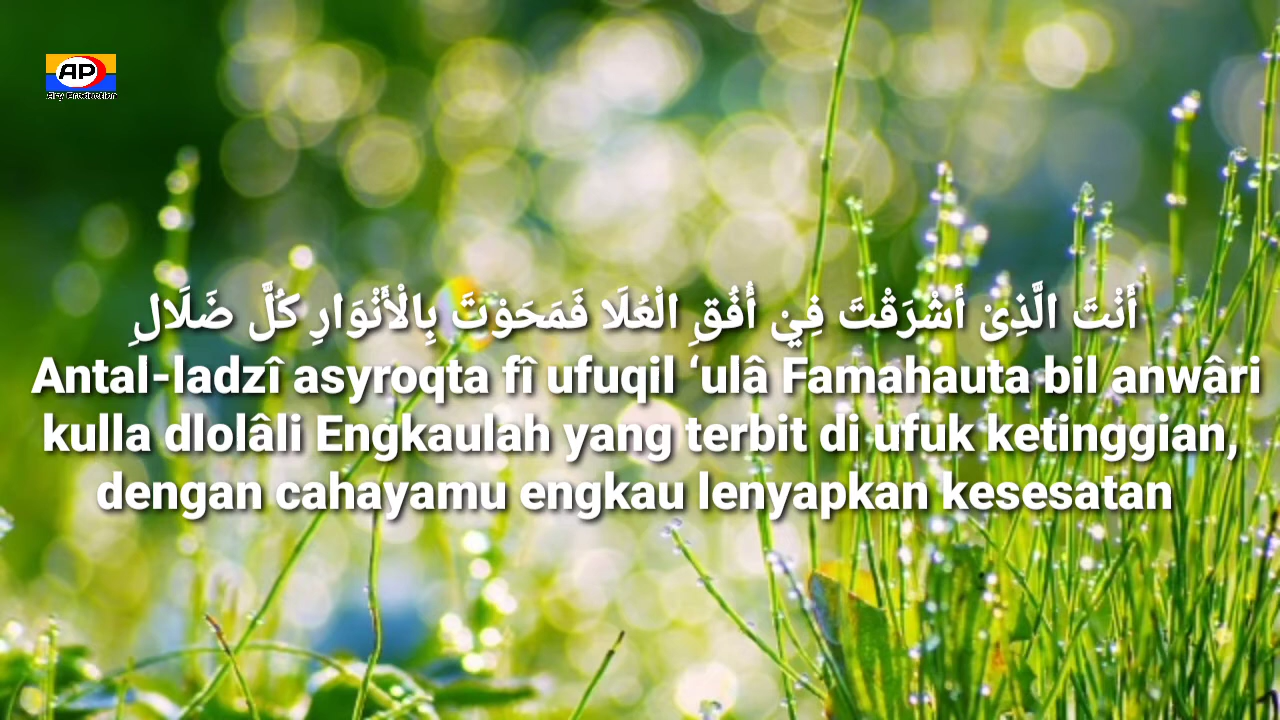 AP
أَنْتَ الَّذِىْ أَشْرَقْتَ فِيْ أُفُقِ الْعُلَا فَمَحَوْتَ بِالْأَنْوَارِ كُلَّ ضَلَالِ
Antal-ladzî asyroqta fî ufuqil ‘ulâ Famahauta bil anwâri
kulla dlolâli Engkaulah yang terbit di ufuk ketinggian,
dengan cahayamu engkau lenyapkan kesesatan